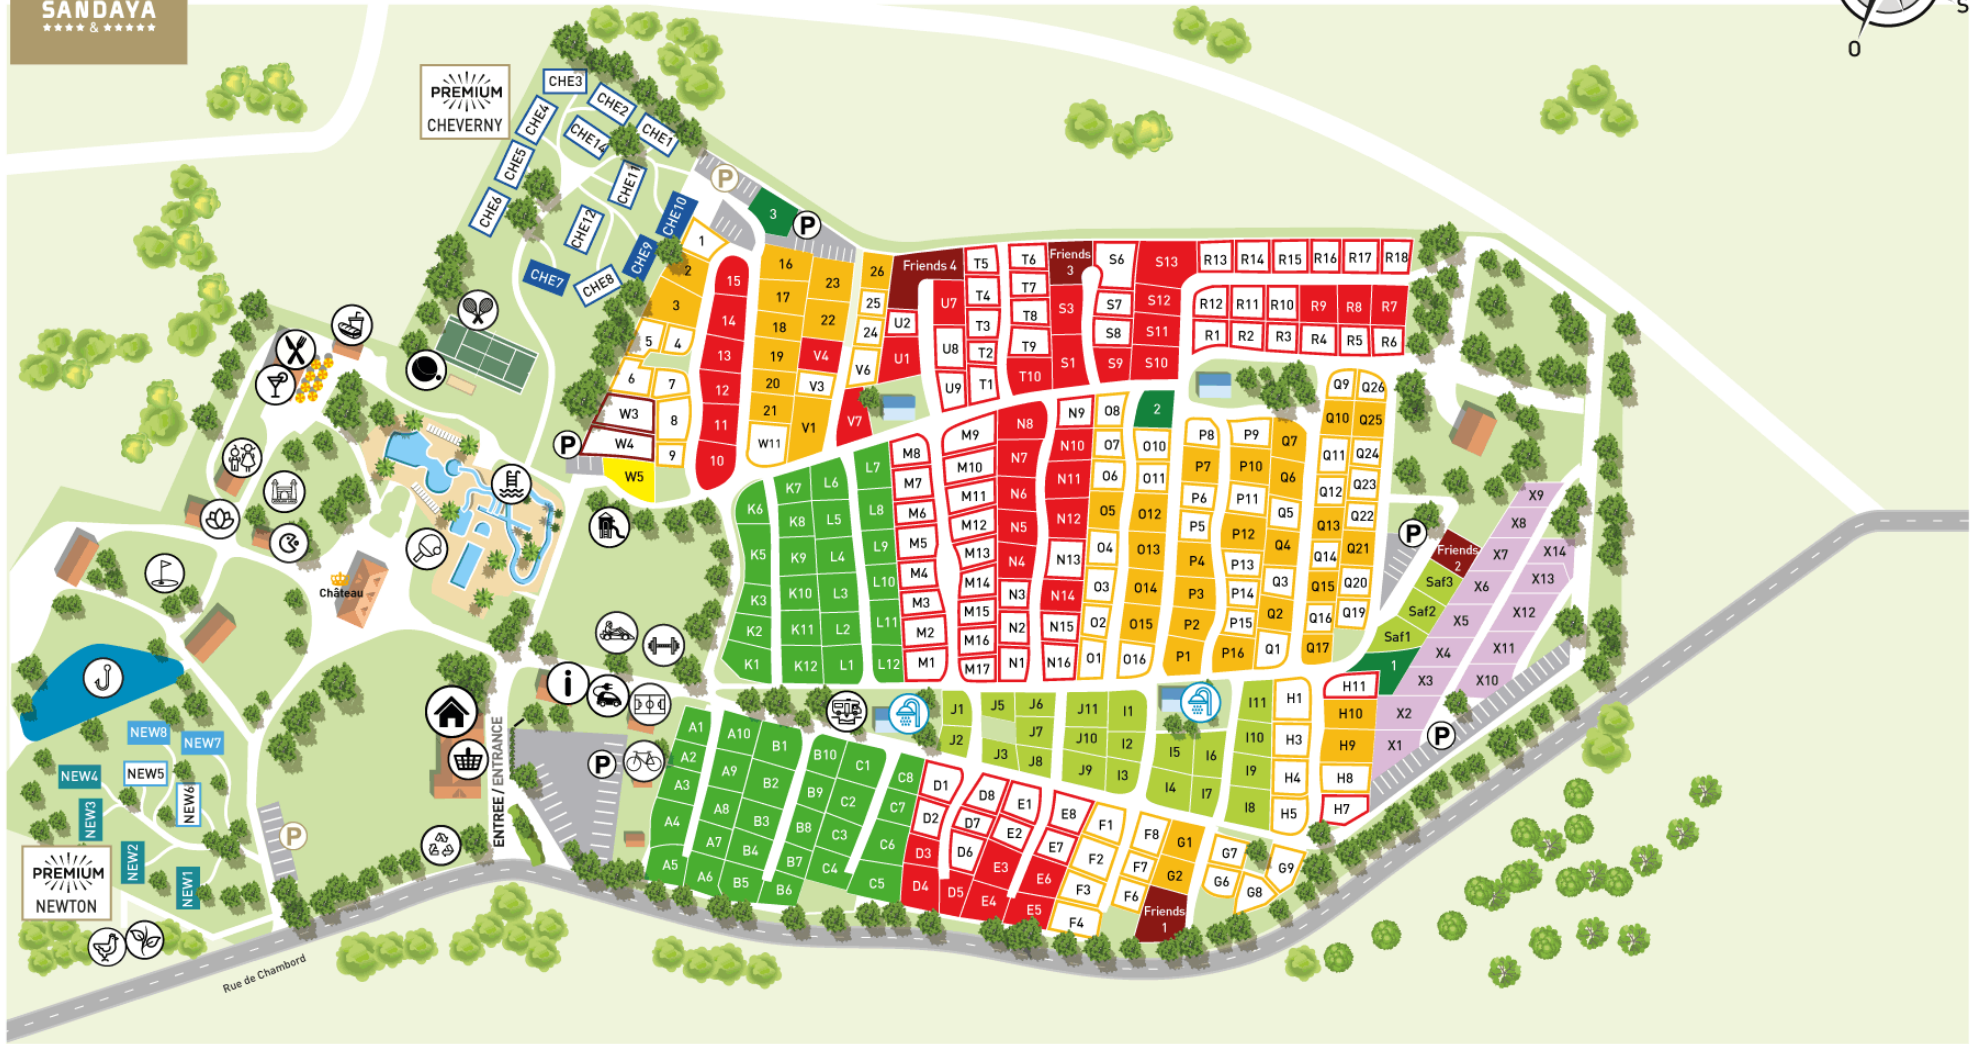 SANDAYA
&
S
O
PREMIUM
CHEVERNY
CHE3
CHE2
CHE4
CHE1
CHE14
CHE5
CHE11
CHE6
CHE12
CHE10
CHE9
CHE7
CHE8
P
3
P
1
2
3
5
4
6
7
8
9
W3
W4
W5
P
15
14
13
12
11
10
16
17
18
19
20
21
W11
23
22
V4
V3
V1
26
25
24
V6
V7
Friends 4
U7
U2
U1
U8
U9
T5
T4
T3
T2
T1
T6
T7
T8
T9
T10
Friends
3
S3
S1
S6
S7
S8
S9
S13
S12
S11
S10
R13
R14
R15
R16
R17
R18
R12
R11
R10
R9
R8
R7
R1
R2
R3
R4
R5
R6
K6
K5
K3
K2
K1
K7
K8
K9
K10
K11
K12
L6
L5
L4
L3
L2
L1
L7
L8
L9
L10
L11
L12
M8
M7
M6
M5
M4
M3
M2
M1
M9
M10
M11
M12
M13
M14
M15
M16
M17
N8
N7
N6
N5
N4
N3
N2
N1
N9
N10
N11
N12
N13
N14
N15
N16
O8
O7
O6
O5
O4
O3
O2
O1
2
O10
O11
O12
O13
O14
O15
O16
P8
P7
P6
P5
P4
P3
P2
P1
P9
P10
P11
P12
P13
P14
P15
P16
Q7
Q6
Q5
Q4
Q3
Q2
Q1
Q9
Q10
Q11
Q12
Q13
Q14
Q15
Q16
Q17
Q26
Q25
Q24
Q23
Q22
Q21
Q20
Q19
P
Friends
2
Saf3
Saf2
Saf1
1
X9
X8
X7
X6
X5
X4
X3
X2
X1
X14
X13
X12
X11
X10
P
H11
H10
H9
H8
H7
H1
H3
H4
H5
I11
I10
I9
I8
I5
I6
I4
I7
J11
I1
J10
I2
J9
I3
J5
J6
J7
J3
J8
J1
J2
Château
i
P
ENTREE / ENTRANCE
A1
A2
A3
A4
A5
A10
A9
A8
A7
A6
B1
B2
B3
B4
B5
B10
B9
B8
B7
B6
C1
C2
C3
C4
C8
C7
C6
C5
D1
D2
D3
D4
D8
D7
D6
D5
E1
E2
E3
E4
E8
E7
E6
E5
F1
F2
F3
F4
F8
F7
F6
G1
G2
Friends
1
G7
G6
G9
G8
NEW8
NEW7
NEW4
NEW5
NEW6
NEW3
NEW2
NEW1
P
PREMIUM
NEWTON
Rue de Chambord